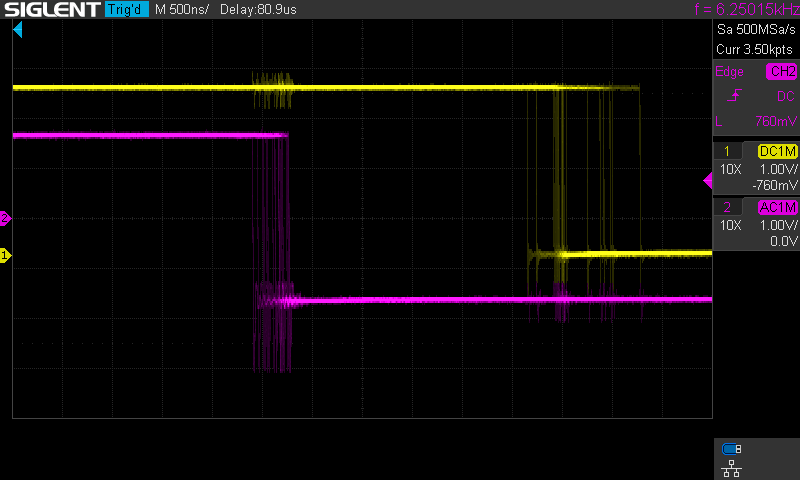 SIGLENT Trig'd M 500ns/ Delay:80.9us f = 6.25015kHz
Sa 500MSa/s
Curr 3.50kpts
Edge CH2
DC
L 760mV
1 DC1M
10X 1.00V/
-760mV
2 AC1M
10X 1.00V/
0.0V
2
1